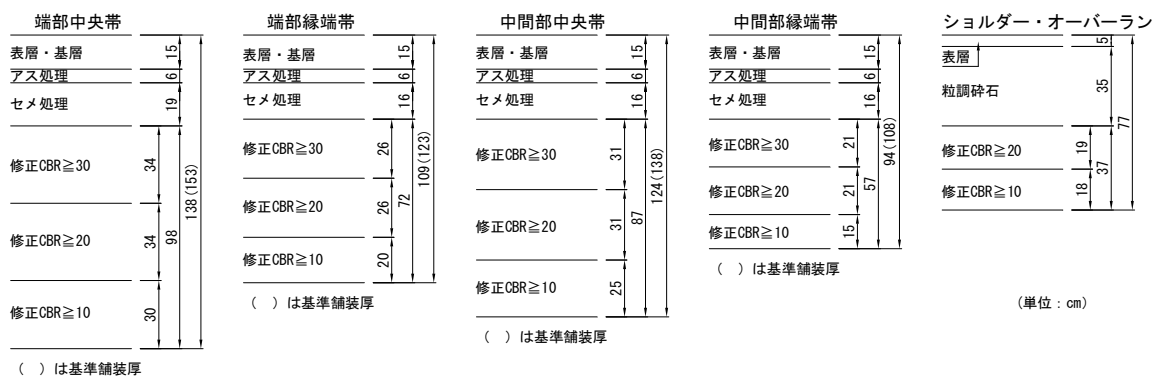 端部中央帯
表層・基層
アス処理
セメ処理
修正CBR≧30
修正CBR≧20
修正CBR≧10
15
6
19
34
34
30
98
138(153)
(　)は基準舗装厚
端部縁端帯
表層・基層
アス処理
セメ処理
修正CBR≧30
修正CBR≧20
修正CBR≧10
15
6
16
26
26
20
72
109(123)
(　)は基準舗装厚
中間部中央帯
表層・基層
アス処理
セメ処理
修正CBR≧30
修正CBR≧20
修正CBR≧10
15
6
16
31
31
25
87
124(138)
(　)は基準舗装厚
中間部縁端帯
表層・基層
アス処理
セメ処理
修正CBR≧30
修正CBR≧20
修正CBR≧10
15
6
16
21
21
15
57
94(108)
(　)は基準舗装厚
ショルダー・オーバーラン
表層
粒調砕石
修正CBR≧20
修正CBR≧10
5
35
19
18
37
77
(単位：cm)